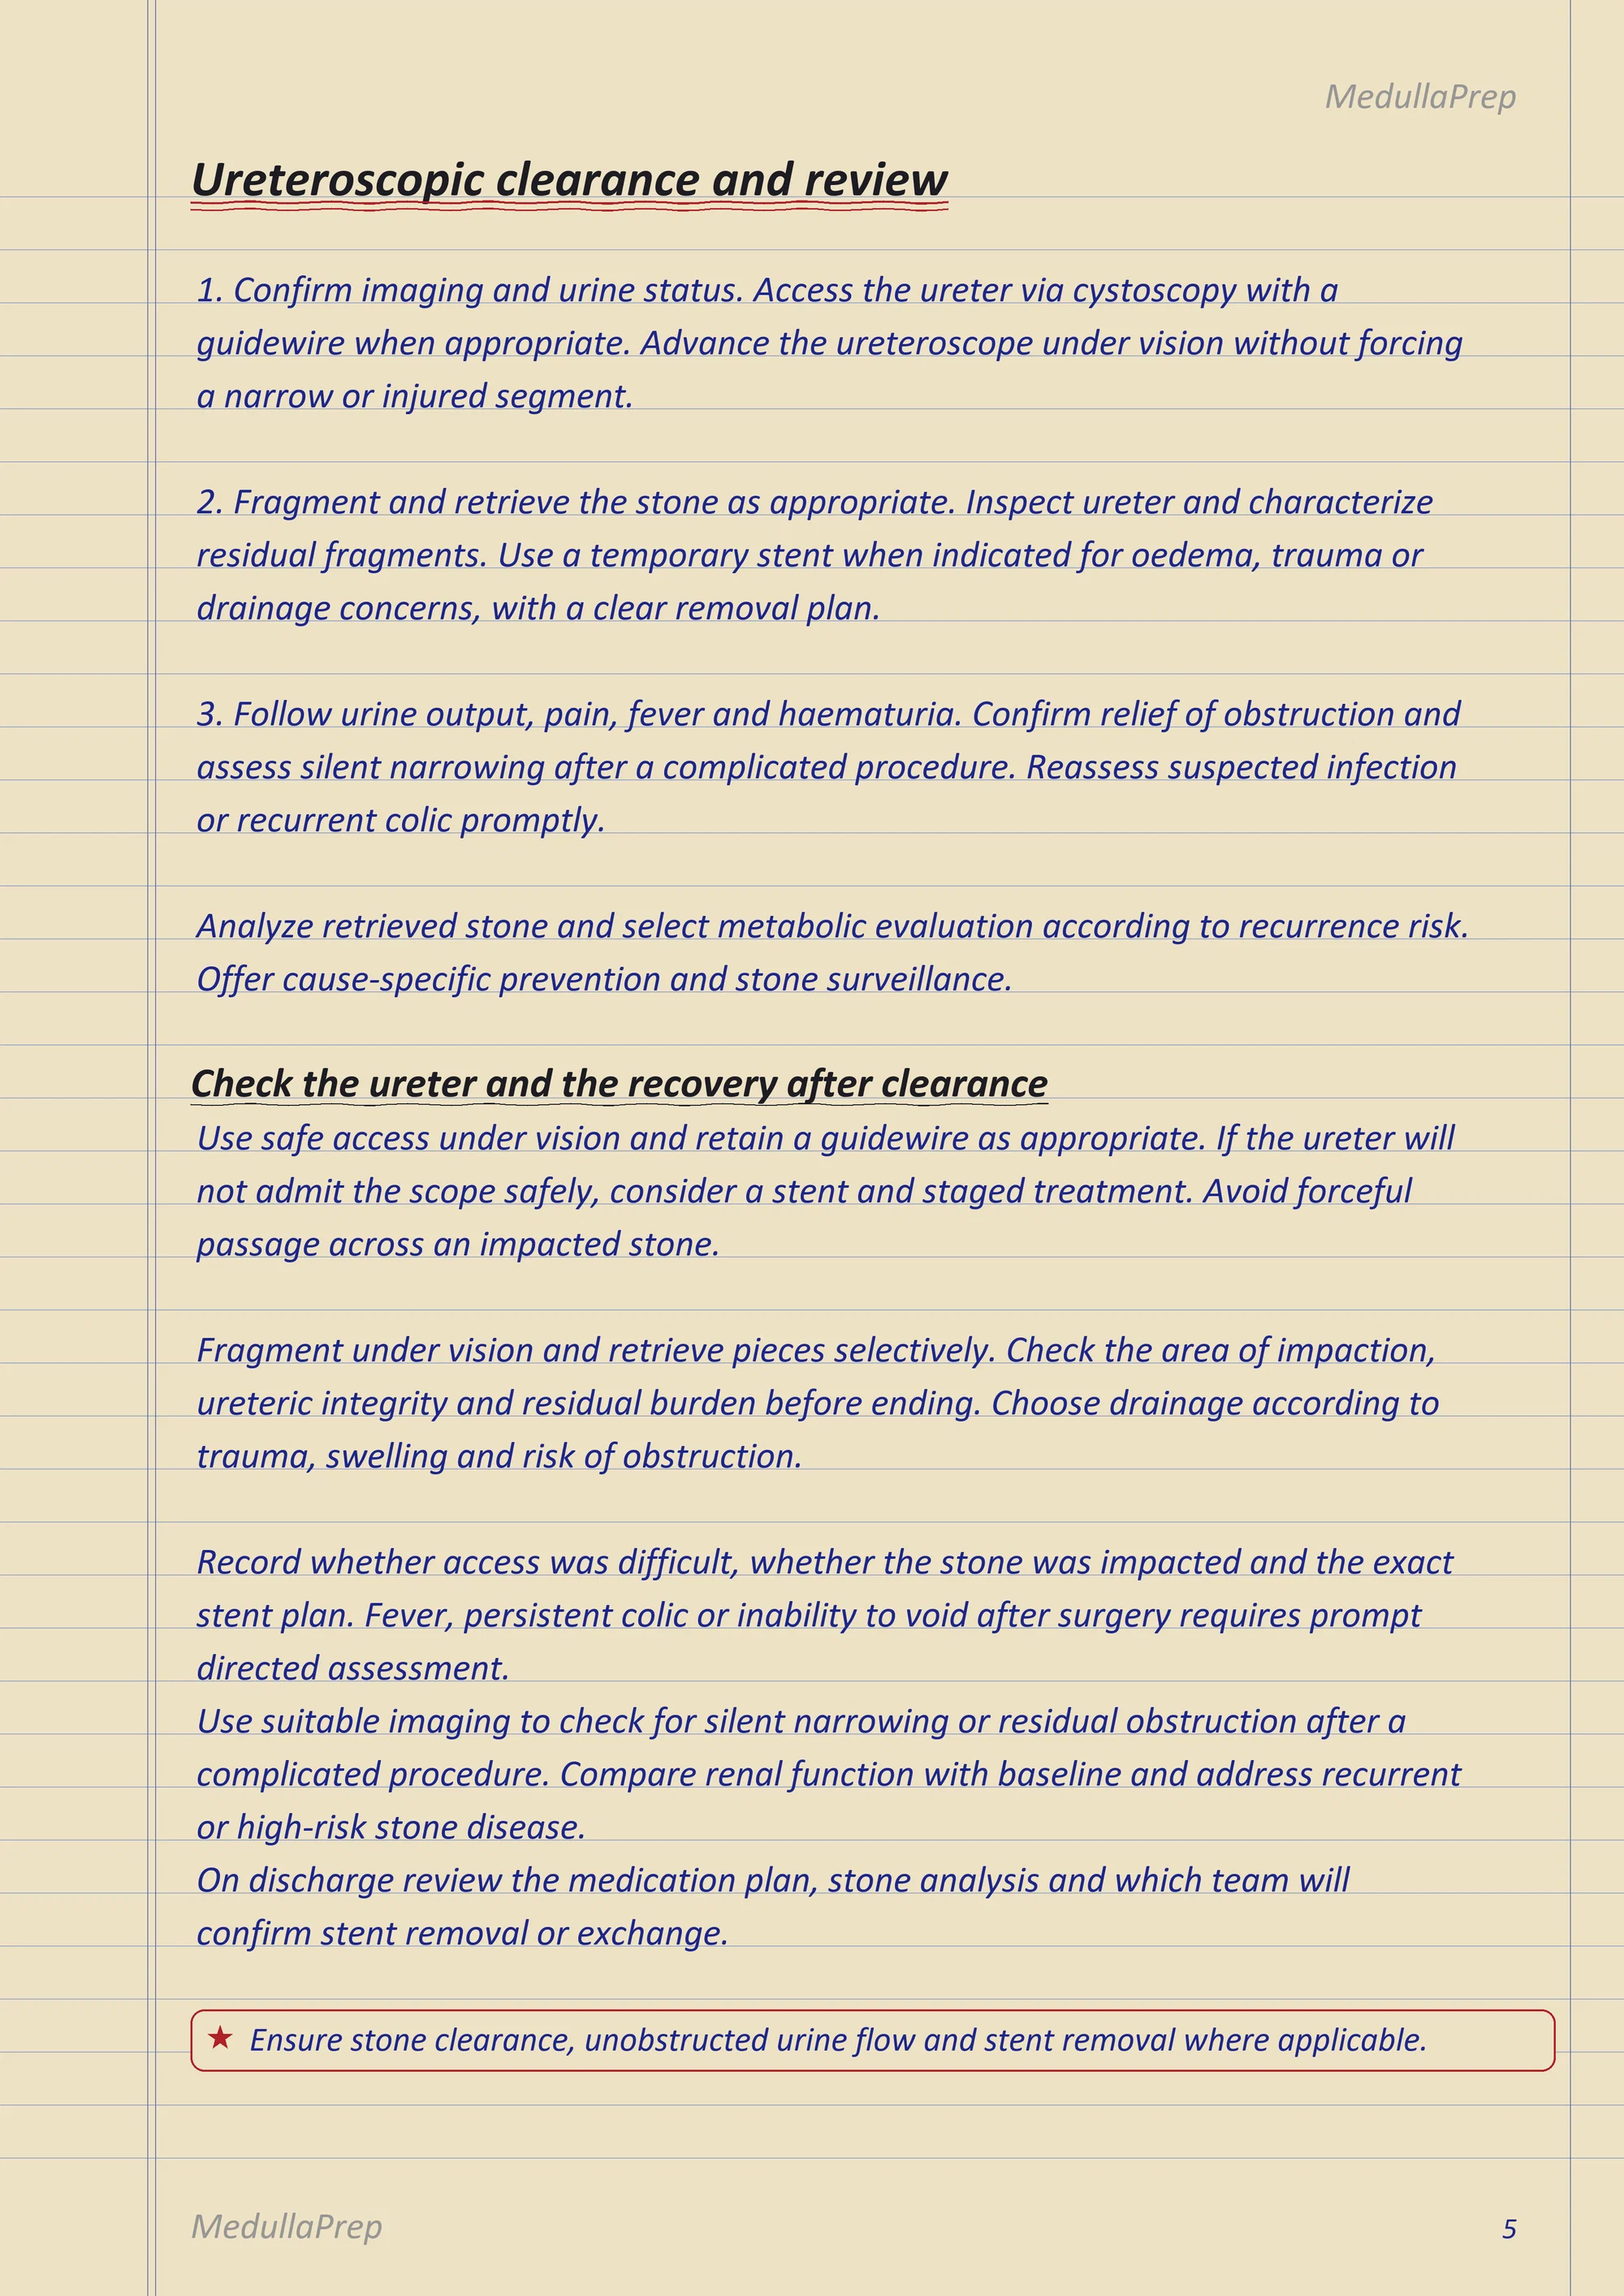 MedullaPrep
Ureteroscopic clearance and review
1. Confirm imaging and urine status. Access the ureter via cystoscopy with a
guidewire when appropriate. Advance the ureteroscope under vision without forcing
a narrow or injured segment.
2. Fragment and retrieve the stone as appropriate. Inspect ureter and characterize
residual fragments. Use a temporary stent when indicated for oedema, trauma or
drainage concerns, with a clear removal plan.
3. Follow urine output, pain, fever and haematuria. Confirm relief of obstruction and
assess silent narrowing after a complicated procedure. Reassess suspected infection
or recurrent colic promptly.
Analyze retrieved stone and select metabolic evaluation according to recurrence risk.
Offer cause-specific prevention and stone surveillance.
Check the ureter and the recovery after clearance
Use safe access under vision and retain a guidewire as appropriate. If the ureter will
not admit the scope safely, consider a stent and staged treatment. Avoid forceful
passage across an impacted stone.
Fragment under vision and retrieve pieces selectively. Check the area of impaction,
ureteric integrity and residual burden before ending. Choose drainage according to
trauma, swelling and risk of obstruction.
Record whether access was difficult, whether the stone was impacted and the exact
stent plan. Fever, persistent colic or inability to void after surgery requires prompt
directed assessment.
Use suitable imaging to check for silent narrowing or residual obstruction after a
complicated procedure. Compare renal function with baseline and address recurrent
or high-risk stone disease.
On discharge review the medication plan, stone analysis and which team will
confirm stent removal or exchange.
★ Ensure stone clearance, unobstructed urine flow and stent removal where applicable.
MedullaPrep
5